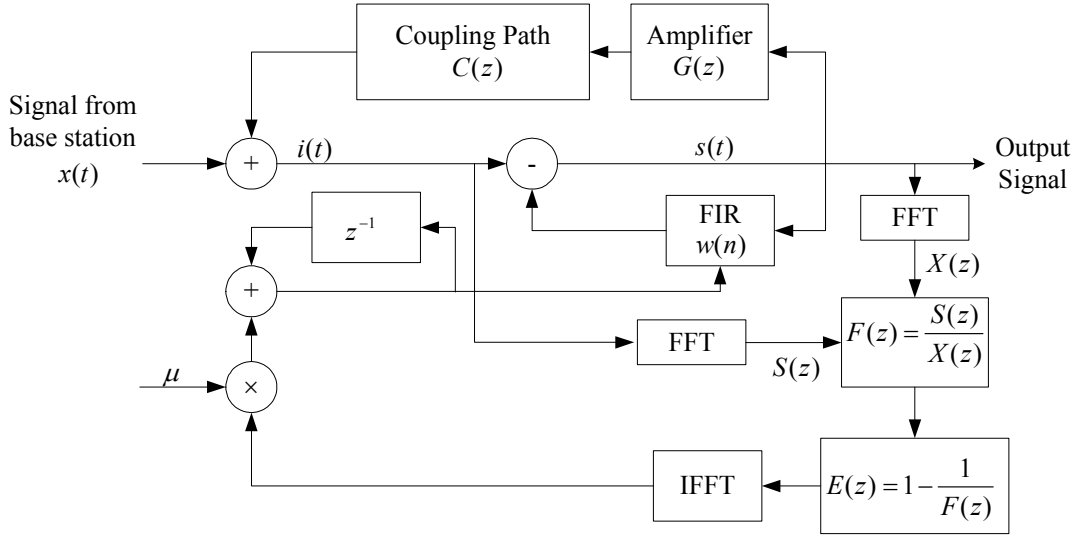 Coupling Path
C(z)
Amplifier
G(z)
Signal from
base station
x(t)
+
i(t)
-
s(t)
Output
Signal
z⁻¹
FIR
w(n)
FFT
X(z)
+
FFT
S(z)
F(z) = S(z)/X(z)
μ
×
IFFT
E(z) = 1 - 1/F(z)